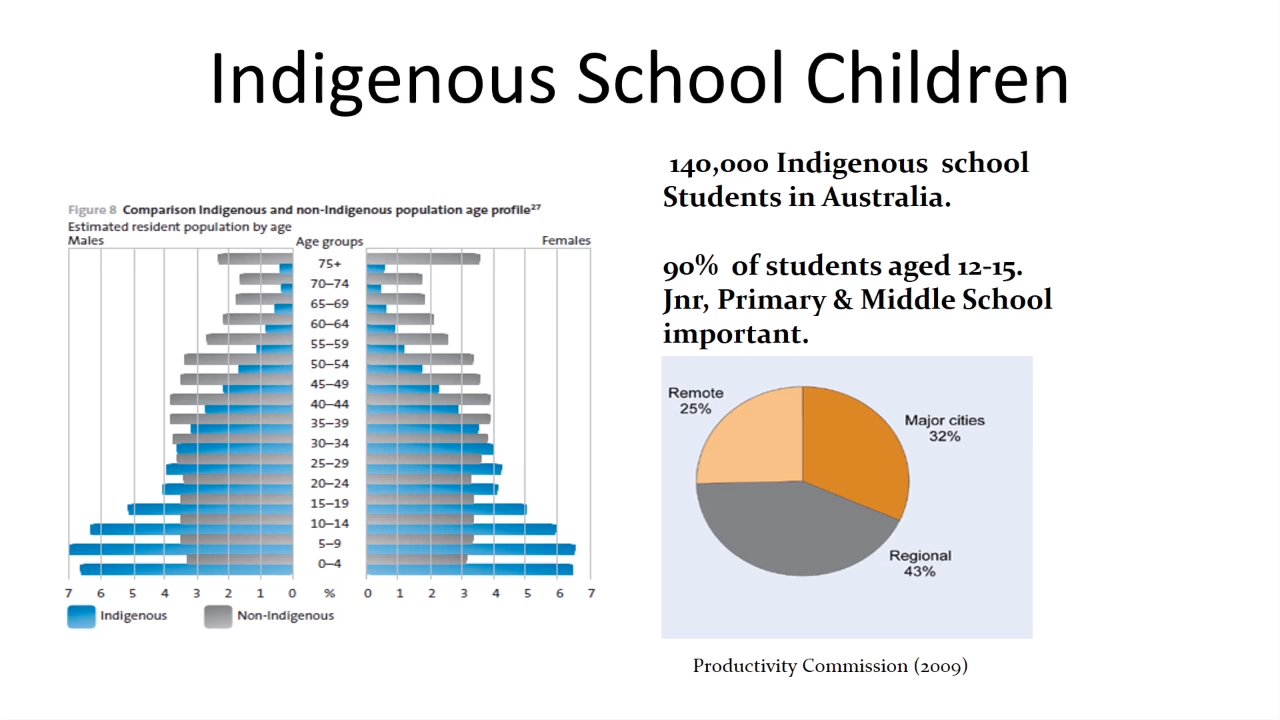 Indigenous School Children
140,000 Indigenous school
Students in Australia.
90% of students aged 12-15.
Jnr, Primary & Middle School
important.
Figure 8 Comparison Indigenous and non-Indigenous population age profile²⁷
Estimated resident population by age
Males Age groups Females
75+
70–74
65–69
60–64
55–59
50–54
45–49
40–44
35–39
30–34
25–29
20–24
15–19
10–14
5–9
0–4
7 6 5 4 3 2 1 0 % 0 1 2 3 4 5 6 7
Indigenous Non-Indigenous
Remote
25%
Major cities
32%
Regional
43%
Productivity Commission (2009)